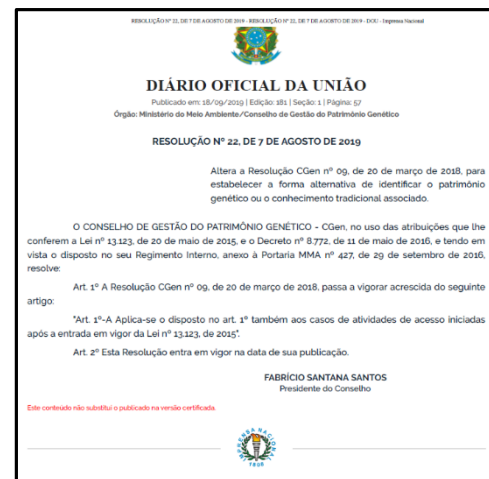 RESOLUÇÃO Nº 22, DE 7 DE AGOSTO DE 2019 - RESOLUÇÃO Nº 22, DE 7 DE AGOSTO DE 2019 - DOU - Imprensa Nacional
DIÁRIO OFICIAL DA UNIÃO
Publicado em: 18/09/2019 | Edição: 181 | Seção: 1 | Página: 57
Órgão: Ministério do Meio Ambiente/Conselho de Gestão do Patrimônio Genético
RESOLUÇÃO Nº 22, DE 7 DE AGOSTO DE 2019
Altera a Resolução CGen nº 09, de 20 de março de 2018, para
estabelecer a forma alternativa de identificar o patrimônio
genético ou o conhecimento tradicional associado.
O CONSELHO DE GESTÃO DO PATRIMÔNIO GENÉTICO - CGen, no uso das atribuições que lhe
conferem a Lei nº 13.123, de 20 de maio de 2015, e o Decreto nº 8.772, de 11 de maio de 2016, e tendo em
vista o disposto no seu Regimento Interno, anexo à Portaria MMA nº 427, de 29 de setembro de 2016,
resolve:
Art. 1º A Resolução CGen nº 09, de 20 de março de 2018, passa a vigorar acrescida do seguinte
artigo:
"Art. 1º-A Aplica-se o disposto no art. 1º também aos casos de atividades de acesso iniciadas
após a entrada em vigor da Lei nº 13.123, de 2015".
Art. 2º Esta Resolução entra em vigor na data de sua publicação.
FABRÍCIO SANTANA SANTOS
Presidente do Conselho
Este conteúdo não substitui o publicado na versão certificada.
IMPRENSA NACIONAL
1808